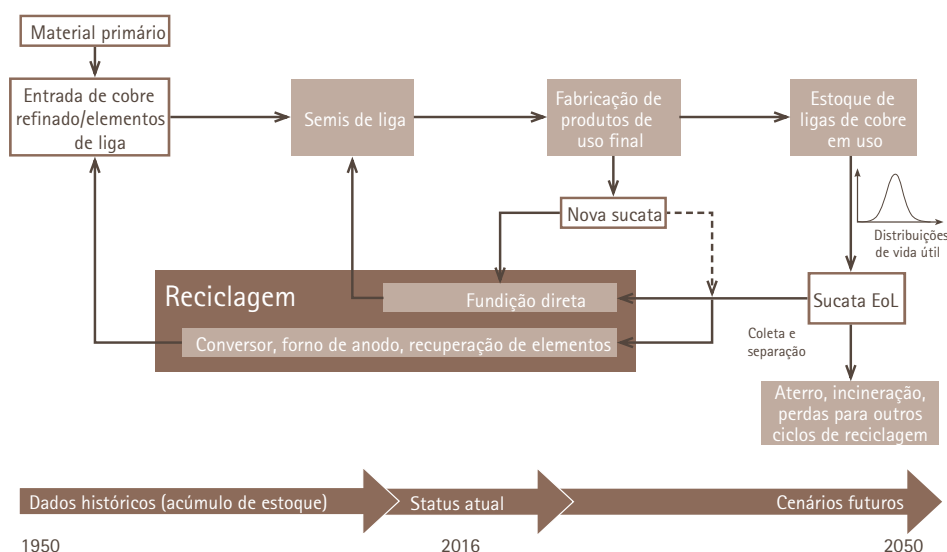 Material primário
Entrada de cobre
refinado/elementos
de liga
Semis de liga
Fabricação de
produtos de
uso final
Estoque de
ligas de cobre
em uso
Nova sucata
Distribuições
de vida útil
Reciclagem
Fundição direta
Sucata EoL
Conversor, forno de anodo, recuperação de elementos
Coleta e
separação
Aterro, incineração,
perdas para outros
ciclos de reciclagem
Dados históricos (acúmulo de estoque)
Status atual
Cenários futuros
1950
2016
2050